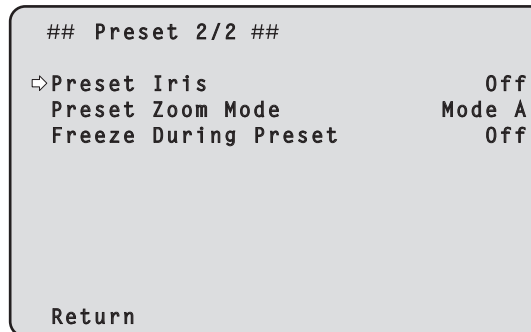 ## Preset 2/2 ##
⇨Preset Iris Off
Preset Zoom Mode Mode A
Freeze During Preset Off
Return